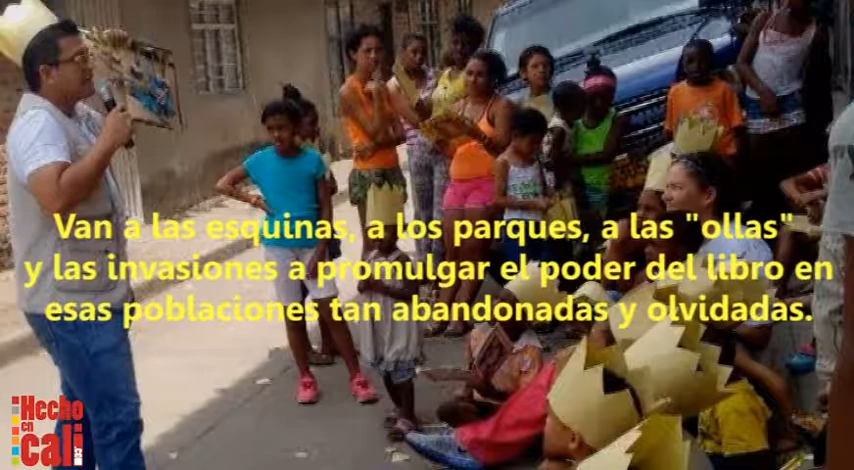 Van a las esquinas, a los parques, a las "ollas"
y las invasiones a promulgar el poder del libro en
esas poblaciones tan abandonadas y olvidadas.
Hecho
en
cali
.com